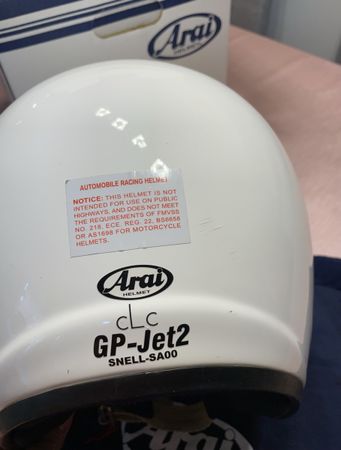 Arai
HELMET
AUTOMOBILE RACING HELMET
NOTICE: THIS HELMET IS NOT
INTENDED FOR USE ON PUBLIC
HIGHWAYS, AND DOES NOT MEET
THE REQUIREMENTS OF FMVSS
NO. 218, ECE. REG. 22, BS6658
OR AS1698 FOR MOTORCYCLE
HELMETS.
Arai
HELMET
cLc
GP-Jet2
SNELL-SA00
Arai